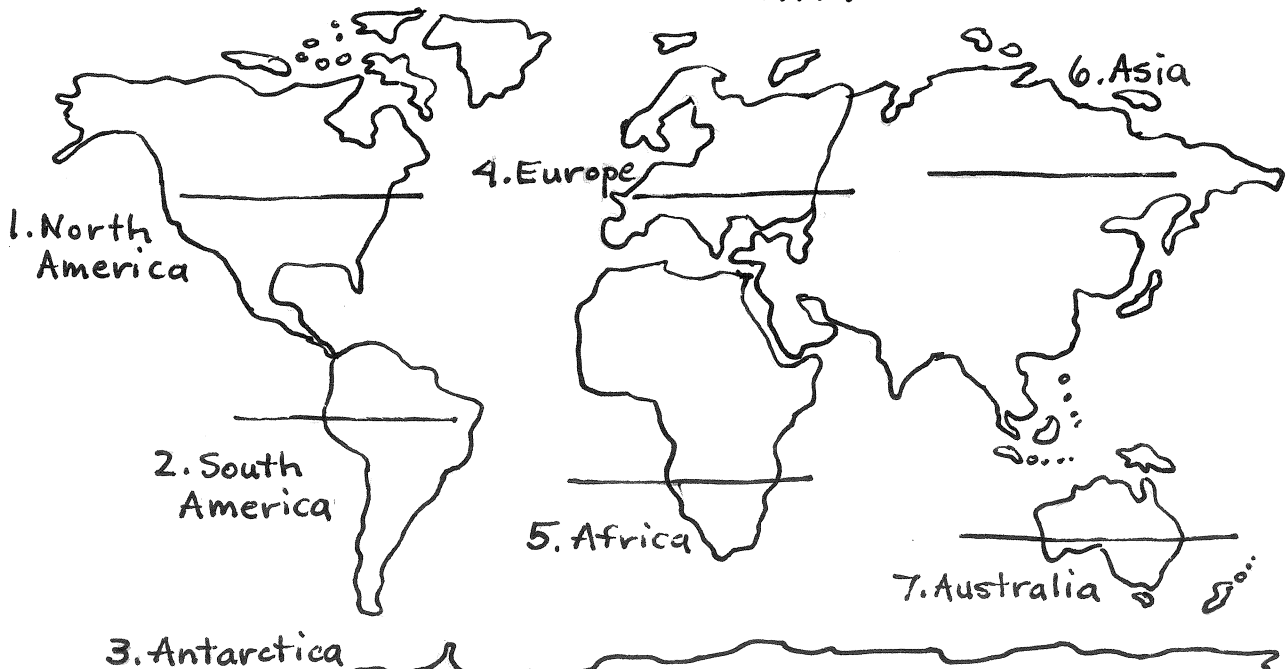 6. Asia
4. Europe
1. North
America
2. South
America
5. Africa
7. Australia
3. Antarctica